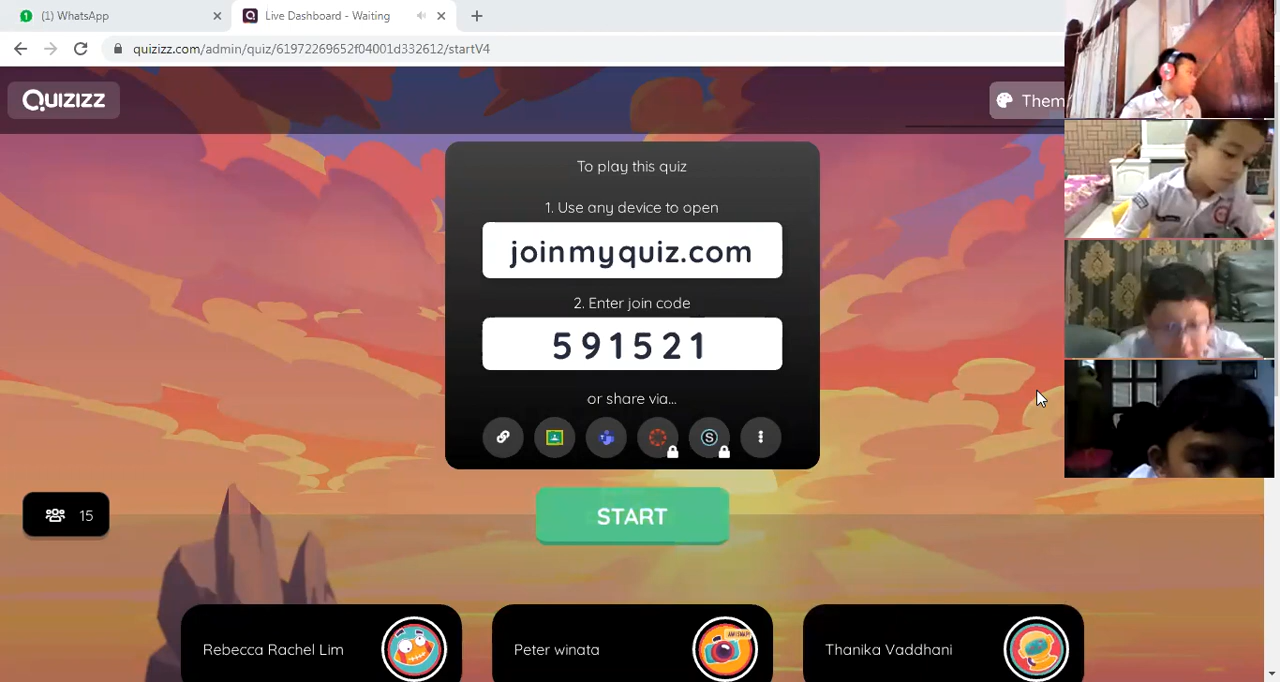 (1) WhatsApp
Live Dashboard - Waiting
quizizz.com/admin/quiz/61972269652f04001d332612/startV4
Quizizz
Them
To play this quiz
1. Use any device to open
joinmyquiz.com
2. Enter join code
591521
or share via...
START
15
Rebecca Rachel Lim
Peter winata
Thanika Vaddhani